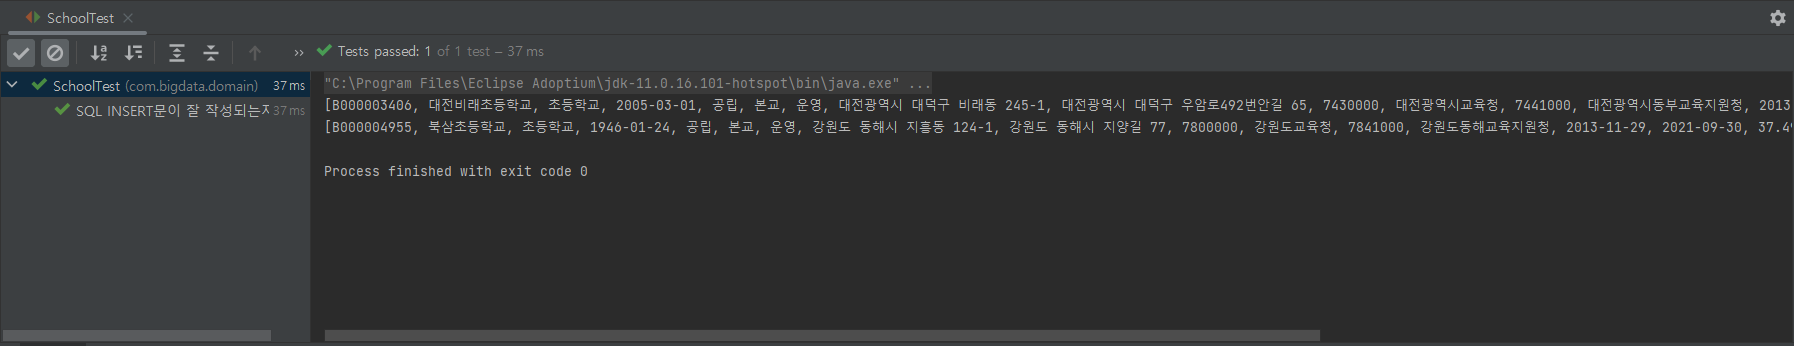 SchoolTest
Tests passed: 1 of 1 test – 37 ms
SchoolTest (com.bigdata.domain) 37 ms
SQL INSERT문이 잘 작성되는지 37 ms
"C:\Program Files\Eclipse Adoptium\jdk-11.0.16.101-hotspot\bin\java.exe" ...
[B000003406, 대전비래초등학교, 초등학교, 2005-03-01, 공립, 본교, 운영, 대전광역시 대덕구 비래동 245-1, 대전광역시 대덕구 우암로492번안길 65, 7430000, 대전광역시교육청, 7441000, 대전광역시동부교육지원청, 2013
[B000004955, 북삼초등학교, 초등학교, 1946-01-24, 공립, 본교, 운영, 강원도 동해시 지흥동 124-1, 강원도 동해시 지양길 77, 7800000, 강원도교육청, 7841000, 강원도동해교육지원청, 2013-11-29, 2021-09-30, 37.4
Process finished with exit code 0